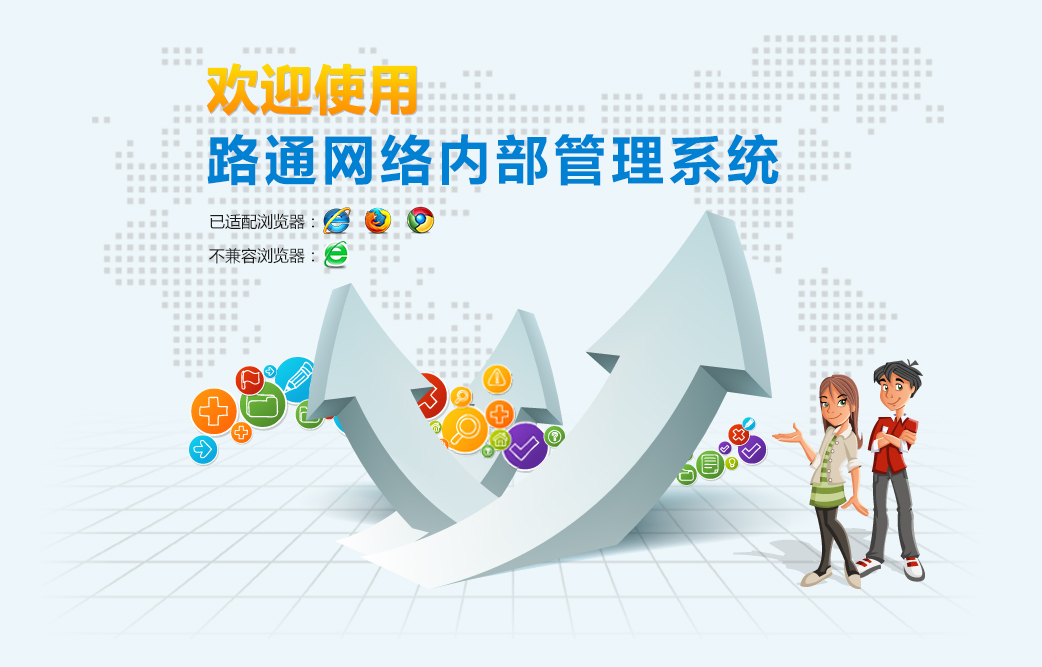 欢迎使用
路通网络内部管理系统
已适配浏览器：
不兼容浏览器：